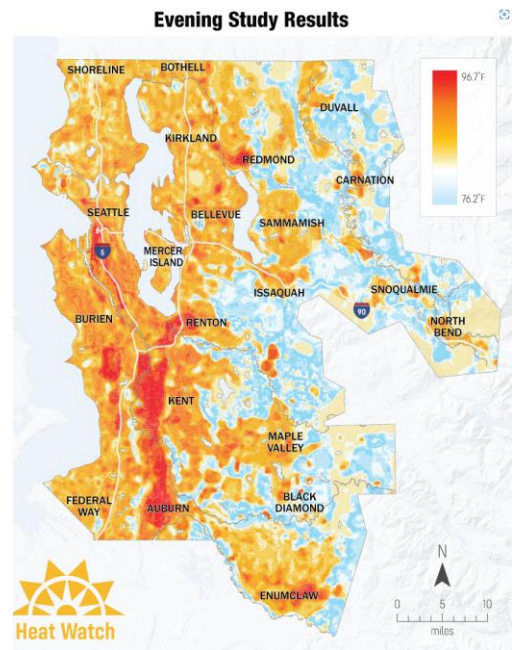 Evening Study Results
SHORELINE
BOTHELL
96.7°F
76.2°F
DUVALL
KIRKLAND
REDMOND
CARNATION
SEATTLE
BELLEVUE
SAMMAMISH
5
MERCER
ISLAND
ISSAQUAH
SNOQUALMIE
90
BURIEN
RENTON
NORTH
BEND
KENT
MAPLE
VALLEY
FEDERAL
WAY
AUBURN
BLACK
DIAMOND
ENUMCLAW
N
0 5 10
miles
Heat Watch